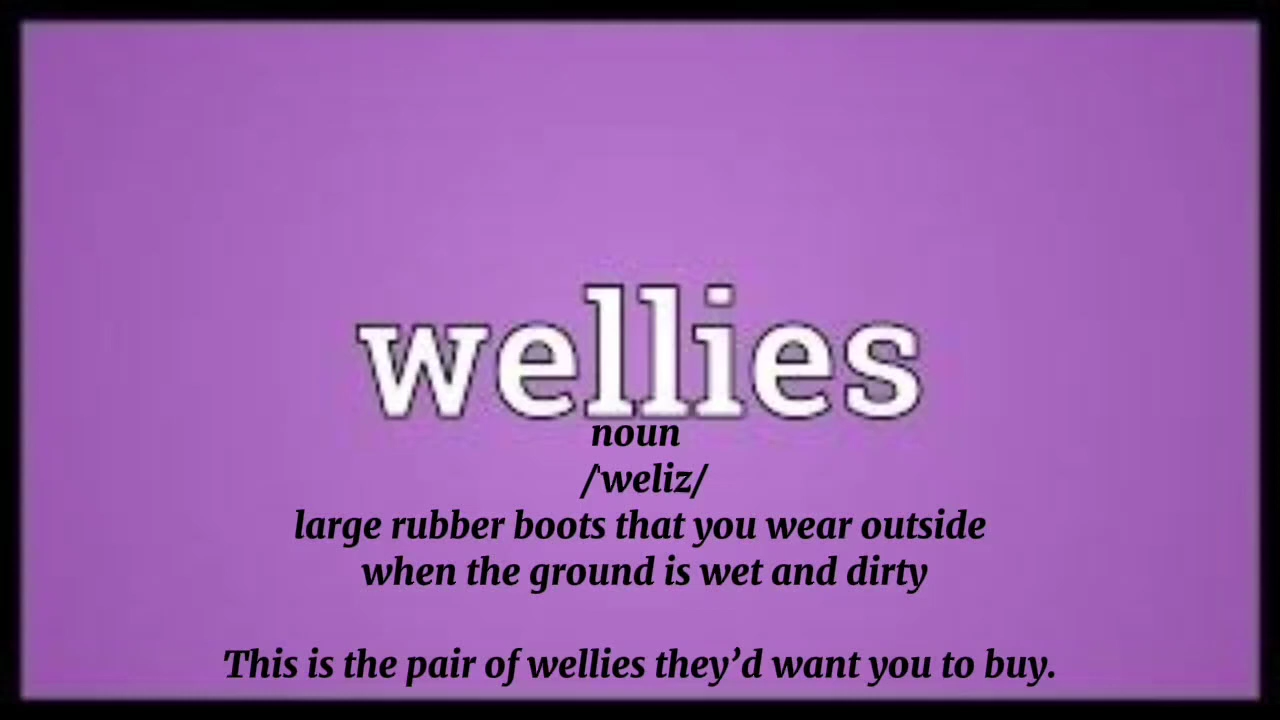 wellies
noun
/ˈweliz/
large rubber boots that you wear outside
when the ground is wet and dirty
This is the pair of wellies they’d want you to buy.